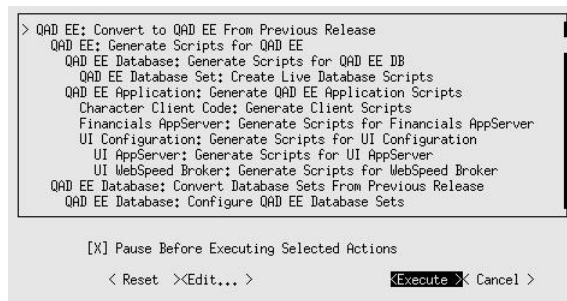 > QAD EE: Convert to QAD EE From Previous Release
QAD EE: Generate Scripts for QAD EE
QAD EE Database: Generate Scripts for QAD EE DB
QAD EE Database Set: Create Live Database Scripts
QAD EE Application: Generate QAD EE Application Scripts
Character Client Code: Generate Client Scripts
Financials AppServer: Generate Scripts for Financials AppServer
UI Configuration: Generate Scripts for UI Configuration
UI AppServer: Generate Scripts for UI AppServer
UI WebSpeed Broker: Generate Scripts for WebSpeed Broker
QAD EE Database: Convert Database Sets From Previous Release
QAD EE Database: Configure QAD EE Database Sets
[X] Pause Before Executing Selected Actions
< Reset ><Edit... > <Execute >< Cancel >